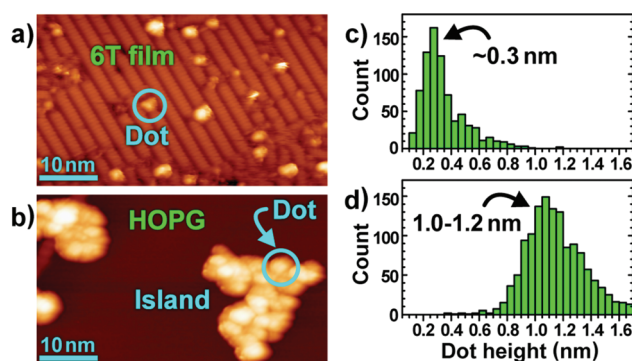 a)
6T film
Dot
10 nm
b)
HOPG
Dot
Island
10 nm
c)
Count
150
100
50
0
~0.3 nm
0.2 0.4 0.6 0.8 1.0 1.2 1.4 1.6
d)
Count
150
100
50
0
1.0-1.2 nm
0.2 0.4 0.6 0.8 1.0 1.2 1.4 1.6
Dot height (nm)